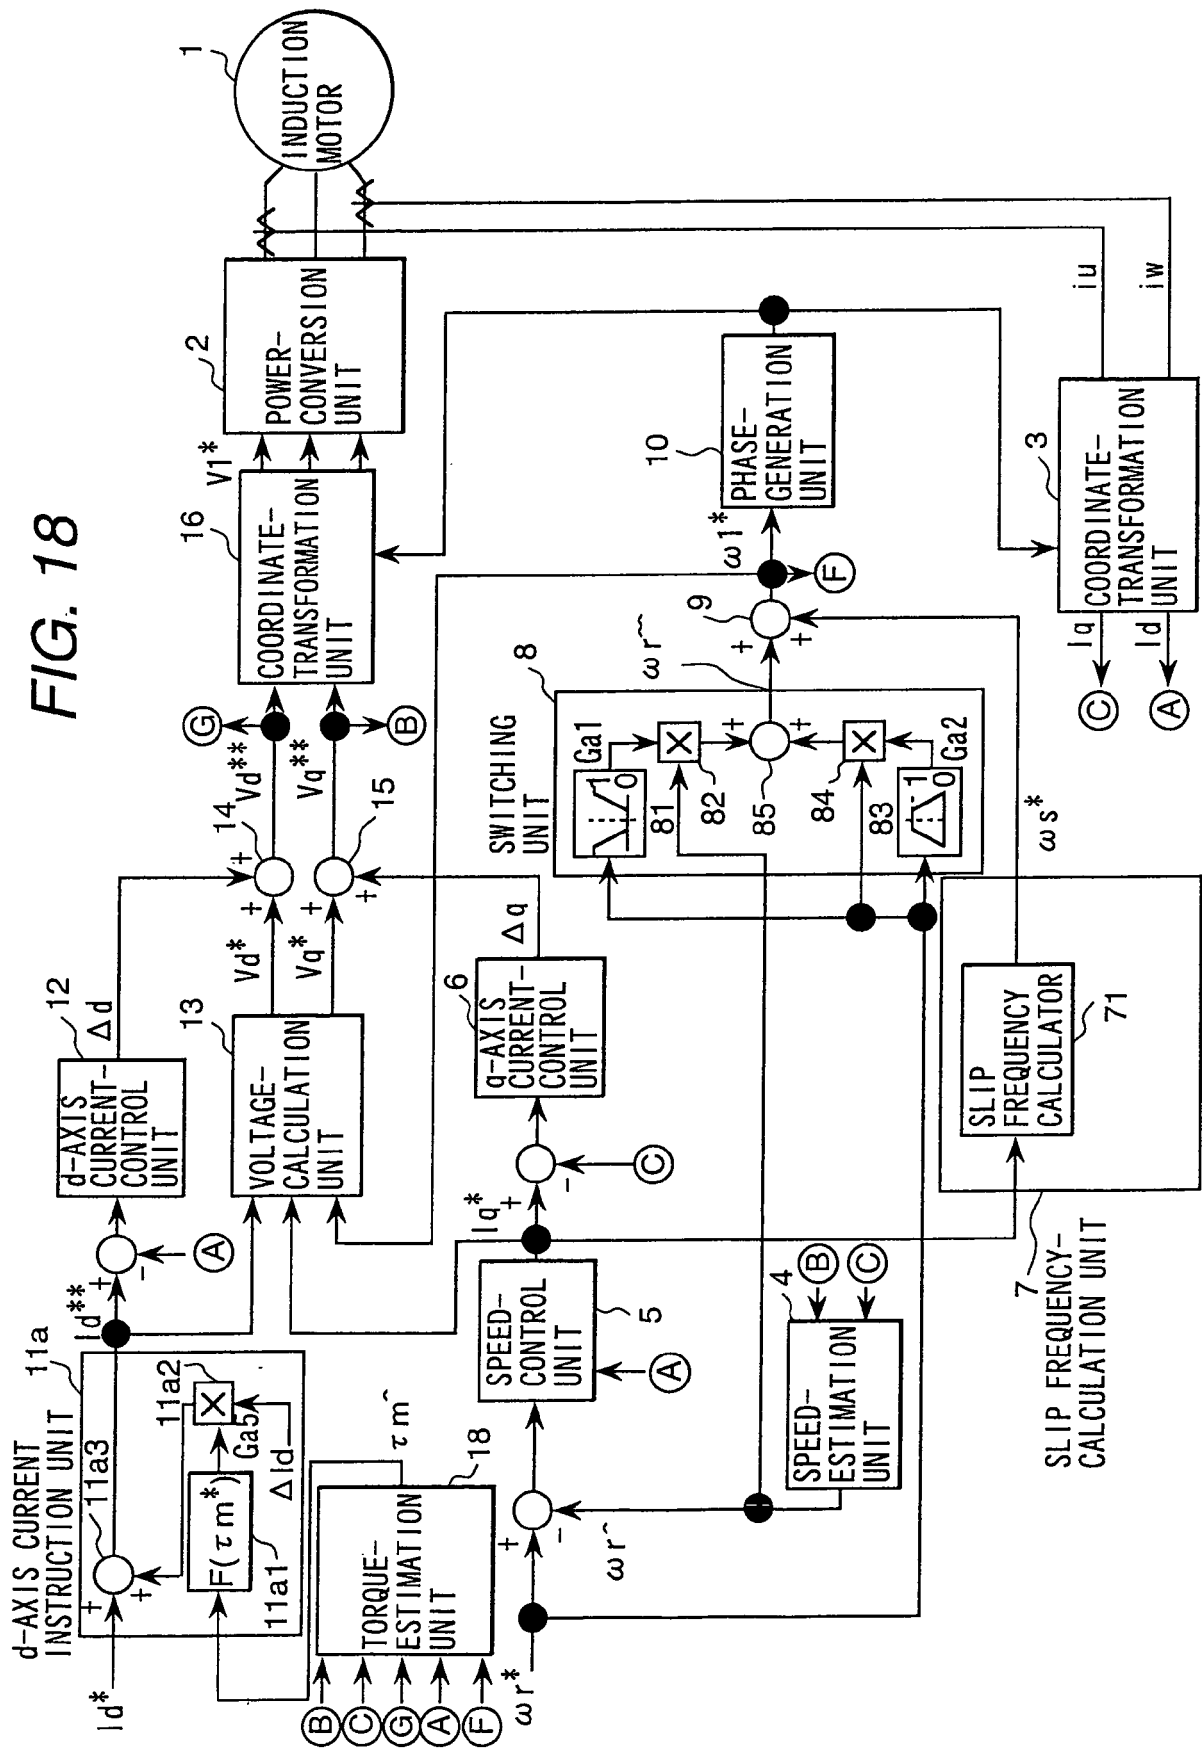 FIG. 18
d-AXIS CURRENT
INSTRUCTION UNIT
11a
Id*
+
+
11a3
11a2
F(τm*)
11a1
Ga5
ΔId
Id**
+
-
A
12
d-AXIS
CURRENT-
CONTROL
UNIT
Δd
13
VOLTAGE-
CALCULATION
UNIT
Vd*
Vq*
+
+
14
+
+
15
Vd**
Vq**
G
B
16
COORDINATE-
TRANSFORMATION
UNIT
V1*
2
POWER-
CONVERSION
UNIT
1
INDUCTION
MOTOR
B
C
G
A
F
TORQUE-
ESTIMATION
UNIT
18
τm^
ωr*
+
-
ωr^
SPEED-
CONTROL
UNIT
5
A
Iq*
+
-
C
6
q-AXIS
CURRENT-
CONTROL
UNIT
Δq
4
SPEED-
ESTIMATION
UNIT
B
C
SWITCHING
UNIT
8
1
0
Ga1
81
82
+
+
85
84
83
1
0
Ga2
ωr~
+
+
9
ω1*
F
10
PHASE-
GENERATION
UNIT
7
SLIP FREQUENCY-
CALCULATION UNIT
SLIP
FREQUENCY
CALCULATOR
71
ωs*
3
COORDINATE-
TRANSFORMATION
UNIT
Iq
Id
C
A
iu
iw